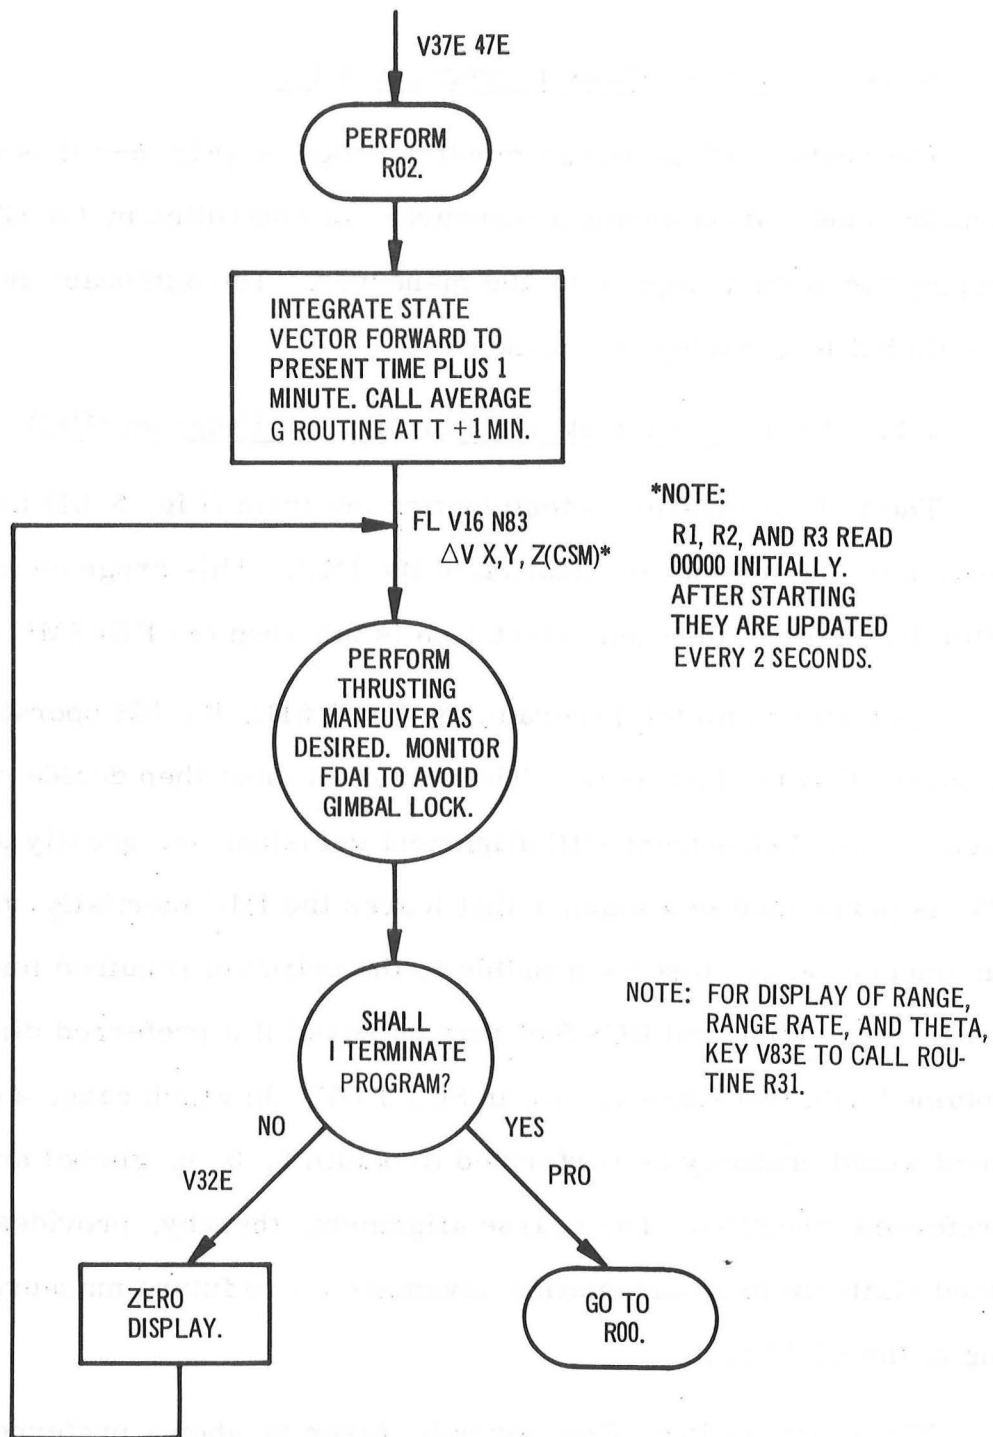 V37E 47E
PERFORM
R02.
INTEGRATE STATE
VECTOR FORWARD TO
PRESENT TIME PLUS 1
MINUTE. CALL AVERAGE
G ROUTINE AT T +1 MIN.
FL V16 N83
△V X,Y, Z(CSM)*
*NOTE:
R1, R2, AND R3 READ
00000 INITIALLY.
AFTER STARTING
THEY ARE UPDATED
EVERY 2 SECONDS.
PERFORM
THRUSTING
MANEUVER AS
DESIRED. MONITOR
FDAI TO AVOID
GIMBAL LOCK.
SHALL
I TERMINATE
PROGRAM?
NOTE: FOR DISPLAY OF RANGE,
RANGE RATE, AND THETA,
KEY V83E TO CALL ROU-
TINE R31.
NO
YES
V32E
PRO
ZERO
DISPLAY.
GO TO
R00.